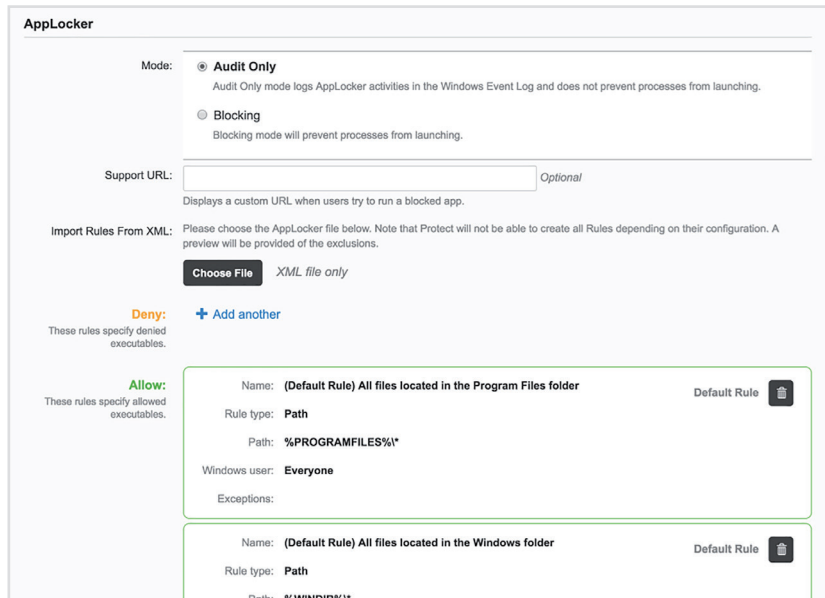 AppLocker
Mode:
Audit Only
Audit Only mode logs AppLocker activities in the Windows Event Log and does not prevent processes from launching.
Blocking
Blocking mode will prevent processes from launching.
Support URL:
Optional
Displays a custom URL when users try to run a blocked app.
Import Rules From XML:
Please choose the AppLocker file below. Note that Protect will not be able to create all Rules depending on their configuration. A
preview will be provided of the exclusions.
Choose File
XML file only
Deny:
These rules specify denied
executables.
+ Add another
Allow:
These rules specify allowed
executables.
Name: (Default Rule) All files located in the Program Files folder
Default Rule
Rule type: Path
Path: %PROGRAMFILES%\*
Windows user: Everyone
Exceptions:
Name: (Default Rule) All files located in the Windows folder
Default Rule
Rule type: Path
Path: %WINDIR%\*